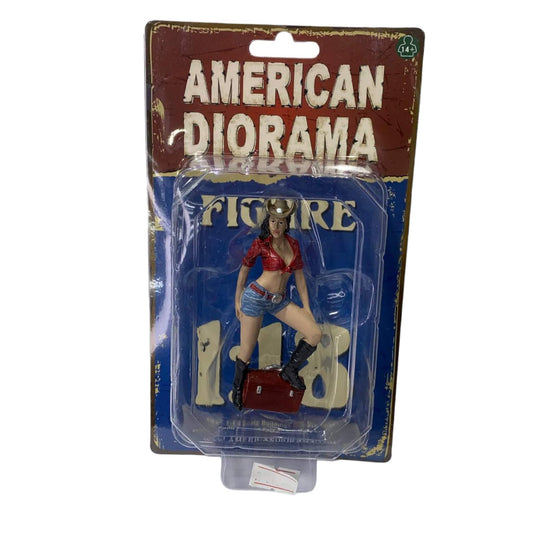 14+
AMERICAN
DIORAMA
FIGURE
1:18